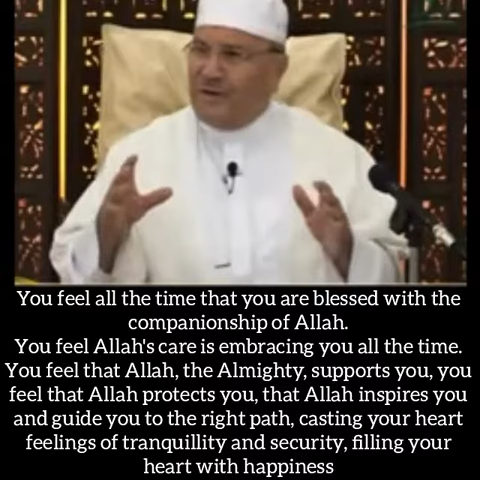 You feel all the time that you are blessed with the
companionship of Allah.
You feel Allah's care is embracing you all the time.
You feel that Allah, the Almighty, supports you, you
feel that Allah protects you, that Allah inspires you
and guide you to the right path, casting your heart
feelings of tranquillity and security, filling your
heart with happiness